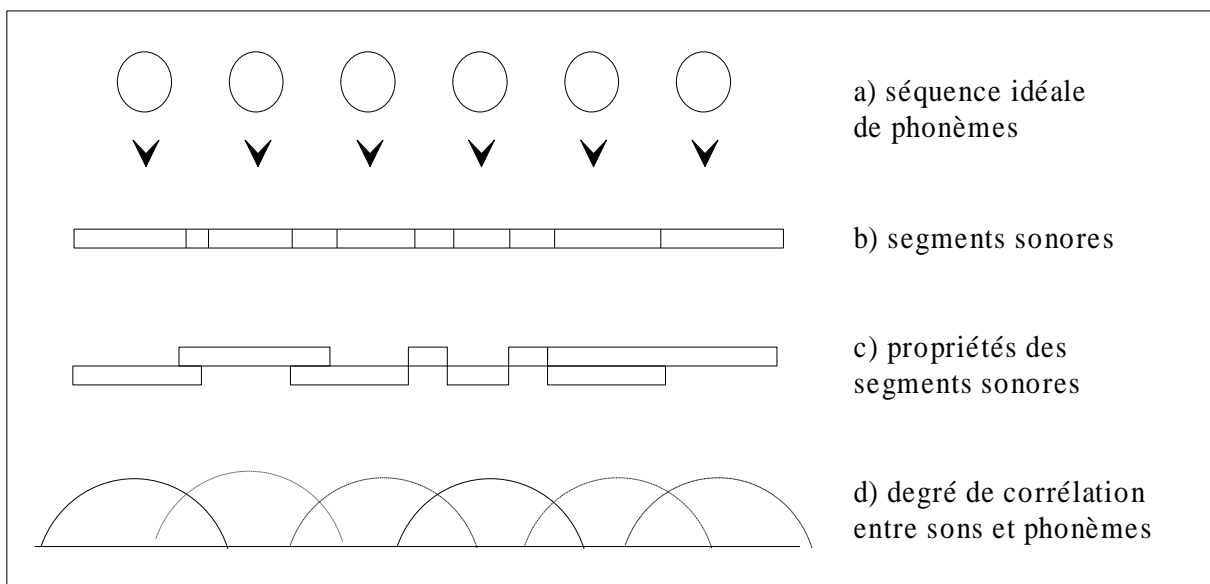 a) séquence idéale
de phonèmes
b) segments sonores
c) propriétés des
segments sonores
d) degré de corrélation
entre sons et phonèmes